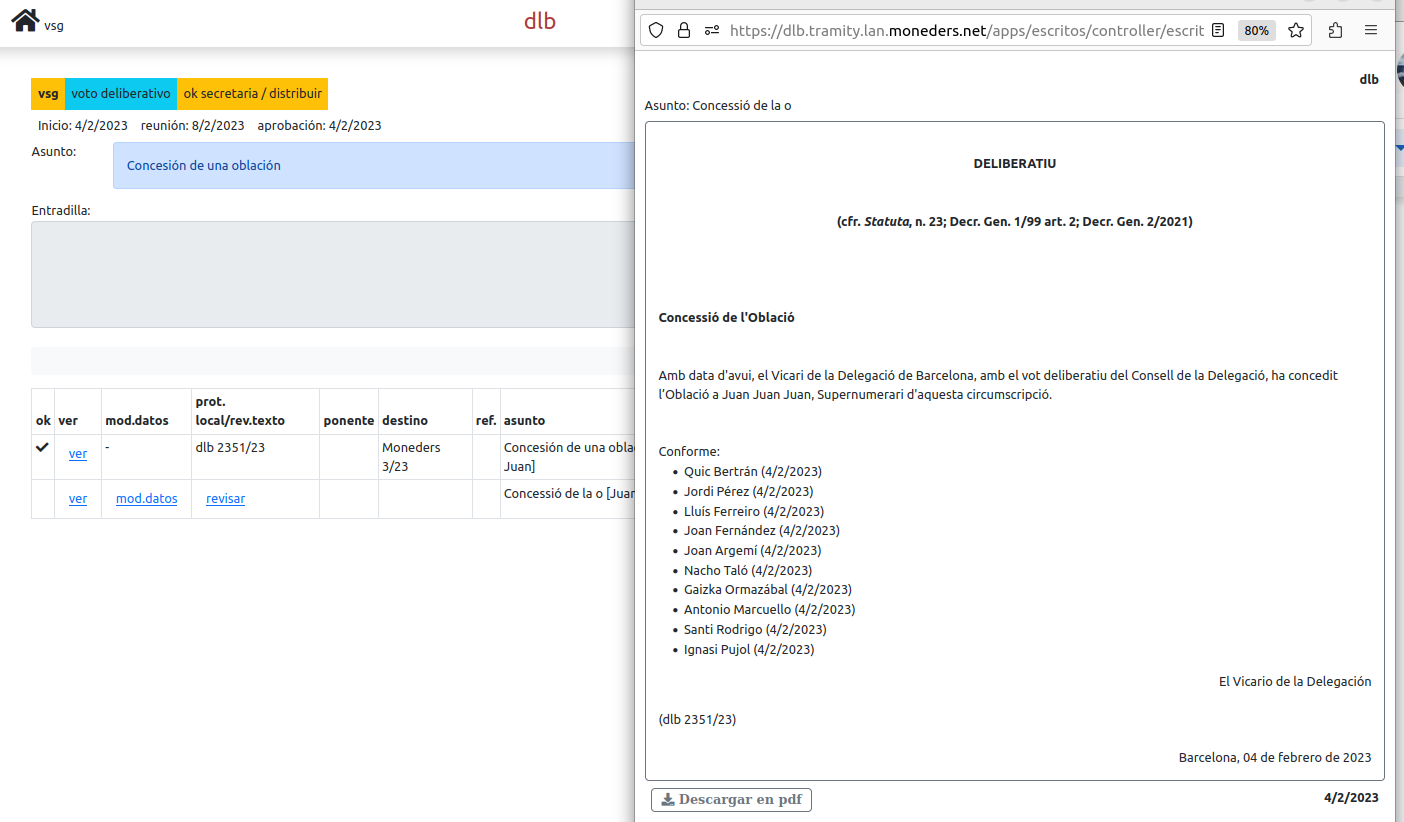 vsg
dlb
vsg voto deliberativo ok secretaria / distribuir
Inicio: 4/2/2023 reunión: 8/2/2023 aprobación: 4/2/2023
Asunto: Concesión de una oblación
Entradilla:
ok ver mod.datos prot. local/rev.texto ponente destino ref. asunto
ver - dlb 2351/23 Moneders 3/23 Concesión de una obla Juan]
ver mod.datos revisar Concessió de la o [Juan
https://dlb.tramity.lan.moneders.net/apps/escritos/controller/escrit 80%
dlb
Asunto: Concessió de la o
DELIBERATIU
(cfr. Statuta, n. 23; Decr. Gen. 1/99 art. 2; Decr. Gen. 2/2021)
Concessió de l'Oblació
Amb data d'avui, el Vicari de la Delegació de Barcelona, amb el vot deliberatiu del Consell de la Delegació, ha concedit
l’Oblació a Juan Juan Juan, Supernumerari d'aquesta circumscripció.
Conforme:
• Quic Bertrán (4/2/2023)
• Jordi Pérez (4/2/2023)
• Lluís Ferreiro (4/2/2023)
• Joan Fernández (4/2/2023)
• Joan Argemí (4/2/2023)
• Nacho Taló (4/2/2023)
• Gaizka Ormazábal (4/2/2023)
• Antonio Marcuello (4/2/2023)
• Santi Rodrigo (4/2/2023)
• Ignasi Pujol (4/2/2023)
El Vicario de la Delegación
(dlb 2351/23)
Barcelona, 04 de febrero de 2023
Descargar en pdf
4/2/2023